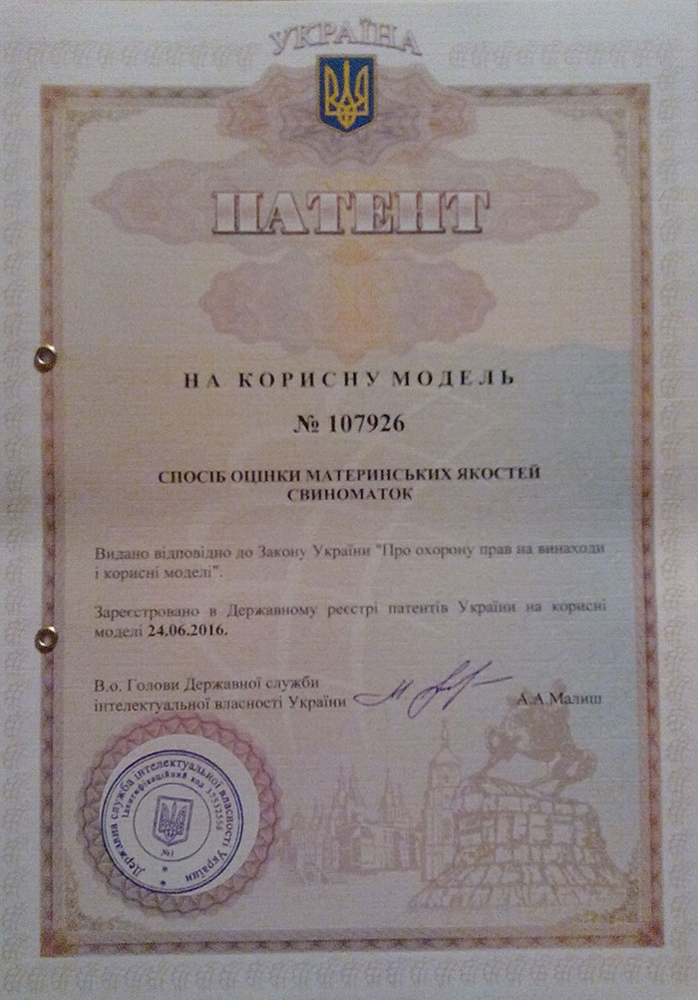 УКРАЇНА
ПАТЕНТ
НА КОРИСНУ МОДЕЛЬ
№ 107926
СПОСІБ ОЦІНКИ МАТЕРИНСЬКИХ ЯКОСТЕЙ
СВИНОМАТОК
Видано відповідно до Закону України "Про охорону прав на винаходи
і корисні моделі".
Зареєстровано в Державному реєстрі патентів України на корисні
моделі 24.06.2016.
В.о. Голови Державної служби
інтелектуальної власності України
А.А.Малиш
Державна служба інтелектуальної власності України
Ідентифікаційний код
№1